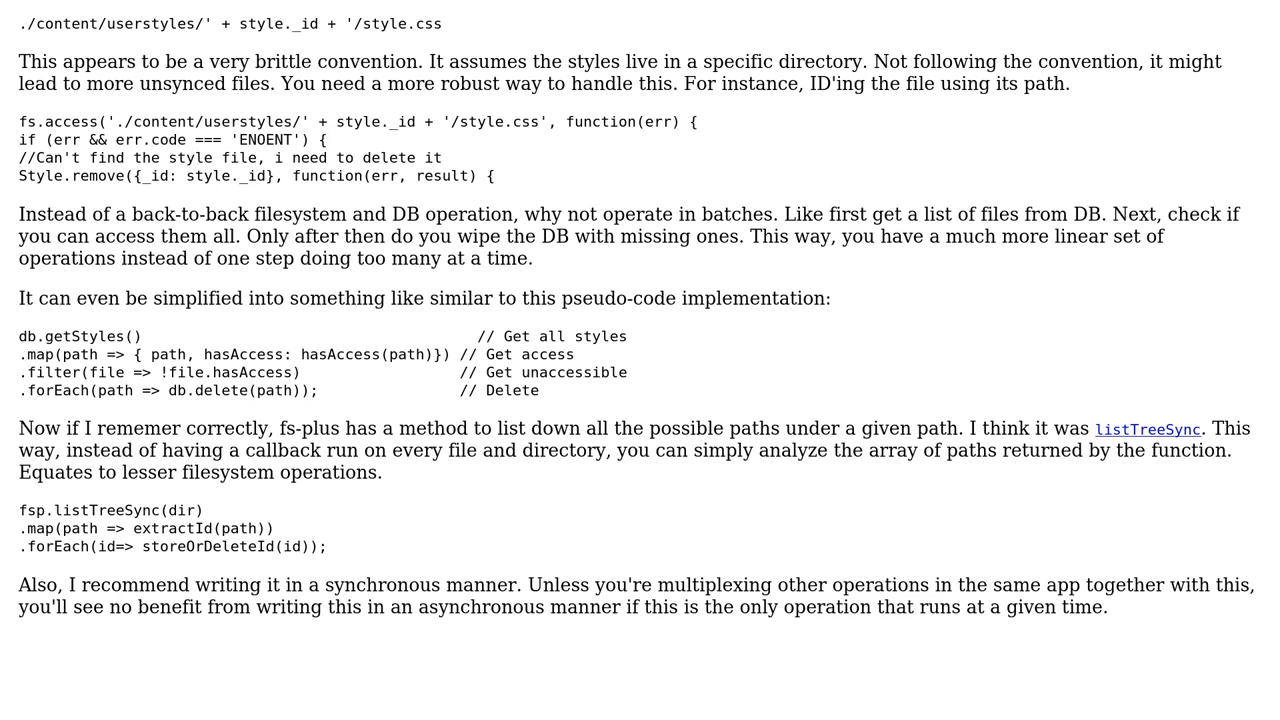 ./content/userstyles/' + style._id + '/style.css
This appears to be a very brittle convention. It assumes the styles live in a specific directory. Not following the convention, it might
lead to more unsynced files. You need a more robust way to handle this. For instance, ID'ing the file using its path.
fs.access('./content/userstyles/' + style._id + '/style.css', function(err) {
if (err && err.code === 'ENOENT') {
//Can't find the style file, i need to delete it
Style.remove({_id: style._id}, function(err, result) {
Instead of a back-to-back filesystem and DB operation, why not operate in batches. Like first get a list of files from DB. Next, check if
you can access them all. Only after then do you wipe the DB with missing ones. This way, you have a much more linear set of
operations instead of one step doing too many at a time.
It can even be simplified into something like similar to this pseudo-code implementation:
db.getStyles() // Get all styles
.map(path => { path, hasAccess: hasAccess(path)}) // Get access
.filter(file => !file.hasAccess) // Get unaccessible
.forEach(path => db.delete(path)); // Delete
Now if I rememer correctly, fs-plus has a method to list down all the possible paths under a given path. I think it was listTreeSync. This
way, instead of having a callback run on every file and directory, you can simply analyze the array of paths returned by the function.
Equates to lesser filesystem operations.
fsp.listTreeSync(dir)
.map(path => extractId(path))
.forEach(id=> storeOrDeleteId(id));
Also, I recommend writing it in a synchronous manner. Unless you're multiplexing other operations in the same app together with this,
you'll see no benefit from writing this in an asynchronous manner if this is the only operation that runs at a given time.